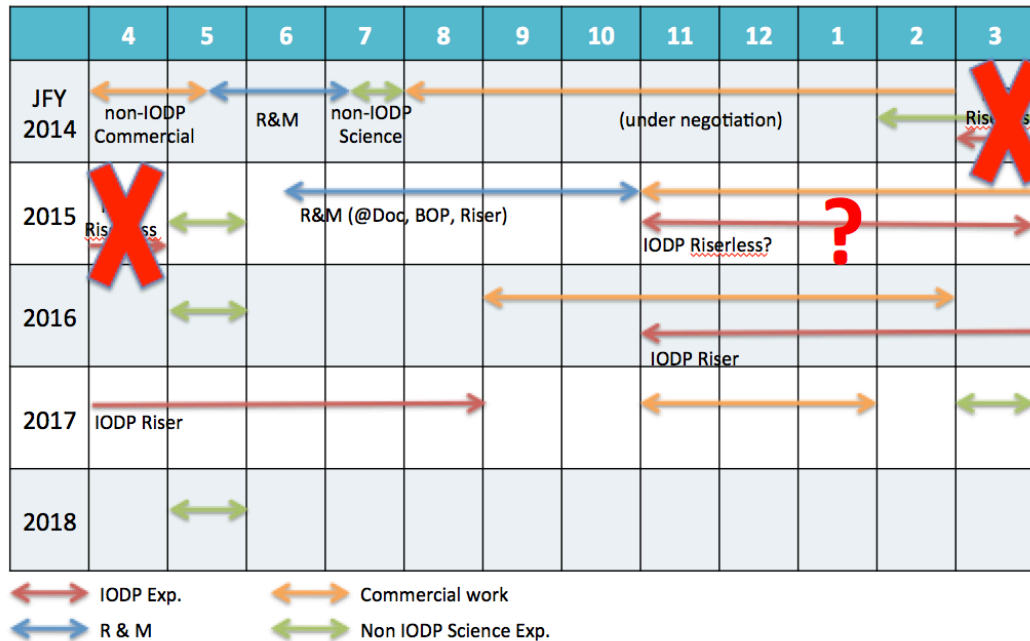 4 5 6 7 8 9 10 11 12 1 2 3
JFY
2014
non-IODP
Commercial
R&M
non-IODP
Science
(under negotiation)
2015
R&M (@Doc, BOP, Riser)
IODP Riserless?
?
2016
IODP Riser
2017
IODP Riser
2018
IODP Exp.
Commercial work
R & M
Non IODP Science Exp.